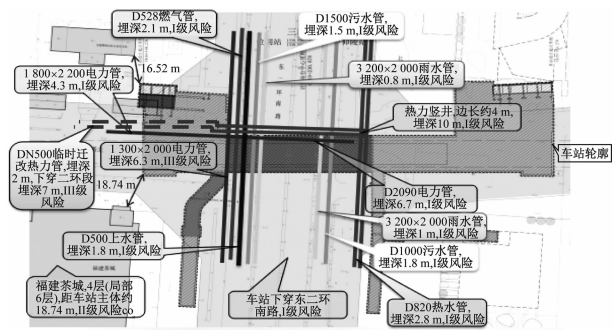 D528燃气管,
埋深2.1 m,I级风险
D1500污水管,
埋深1.5 m,I级风险
16.52 m
1 800×2 200电力管,
埋深4.3 m,I级风险
3 200×2 000雨水管,
埋深0.8 m,I级风险
东
环
南
路
热力竖井,边长约4 m,
埋深10 m,I级风险
DN500临时迁
改热力管,埋深
2 m,下穿二环段
埋深7 m,III级
风险
1 300×2 000电力管,
埋深6.3 m,III级风险
车站轮廓
18.74 m
D2090电力管,
埋深6.7 m,I级风险
3 200×2 000雨水管,
埋深1 m,I级风险
D500上水管,
埋深1.8 m,I级风险
D1000污水管,
埋深1.8 m,I级风险
福建茶城
福建茶城,4层(局部
6层),距车站主体约
18.74 m,II级风险co
车站下穿东二环
南路,I级风险
D820热水管,
埋深2.8 m,I级风险